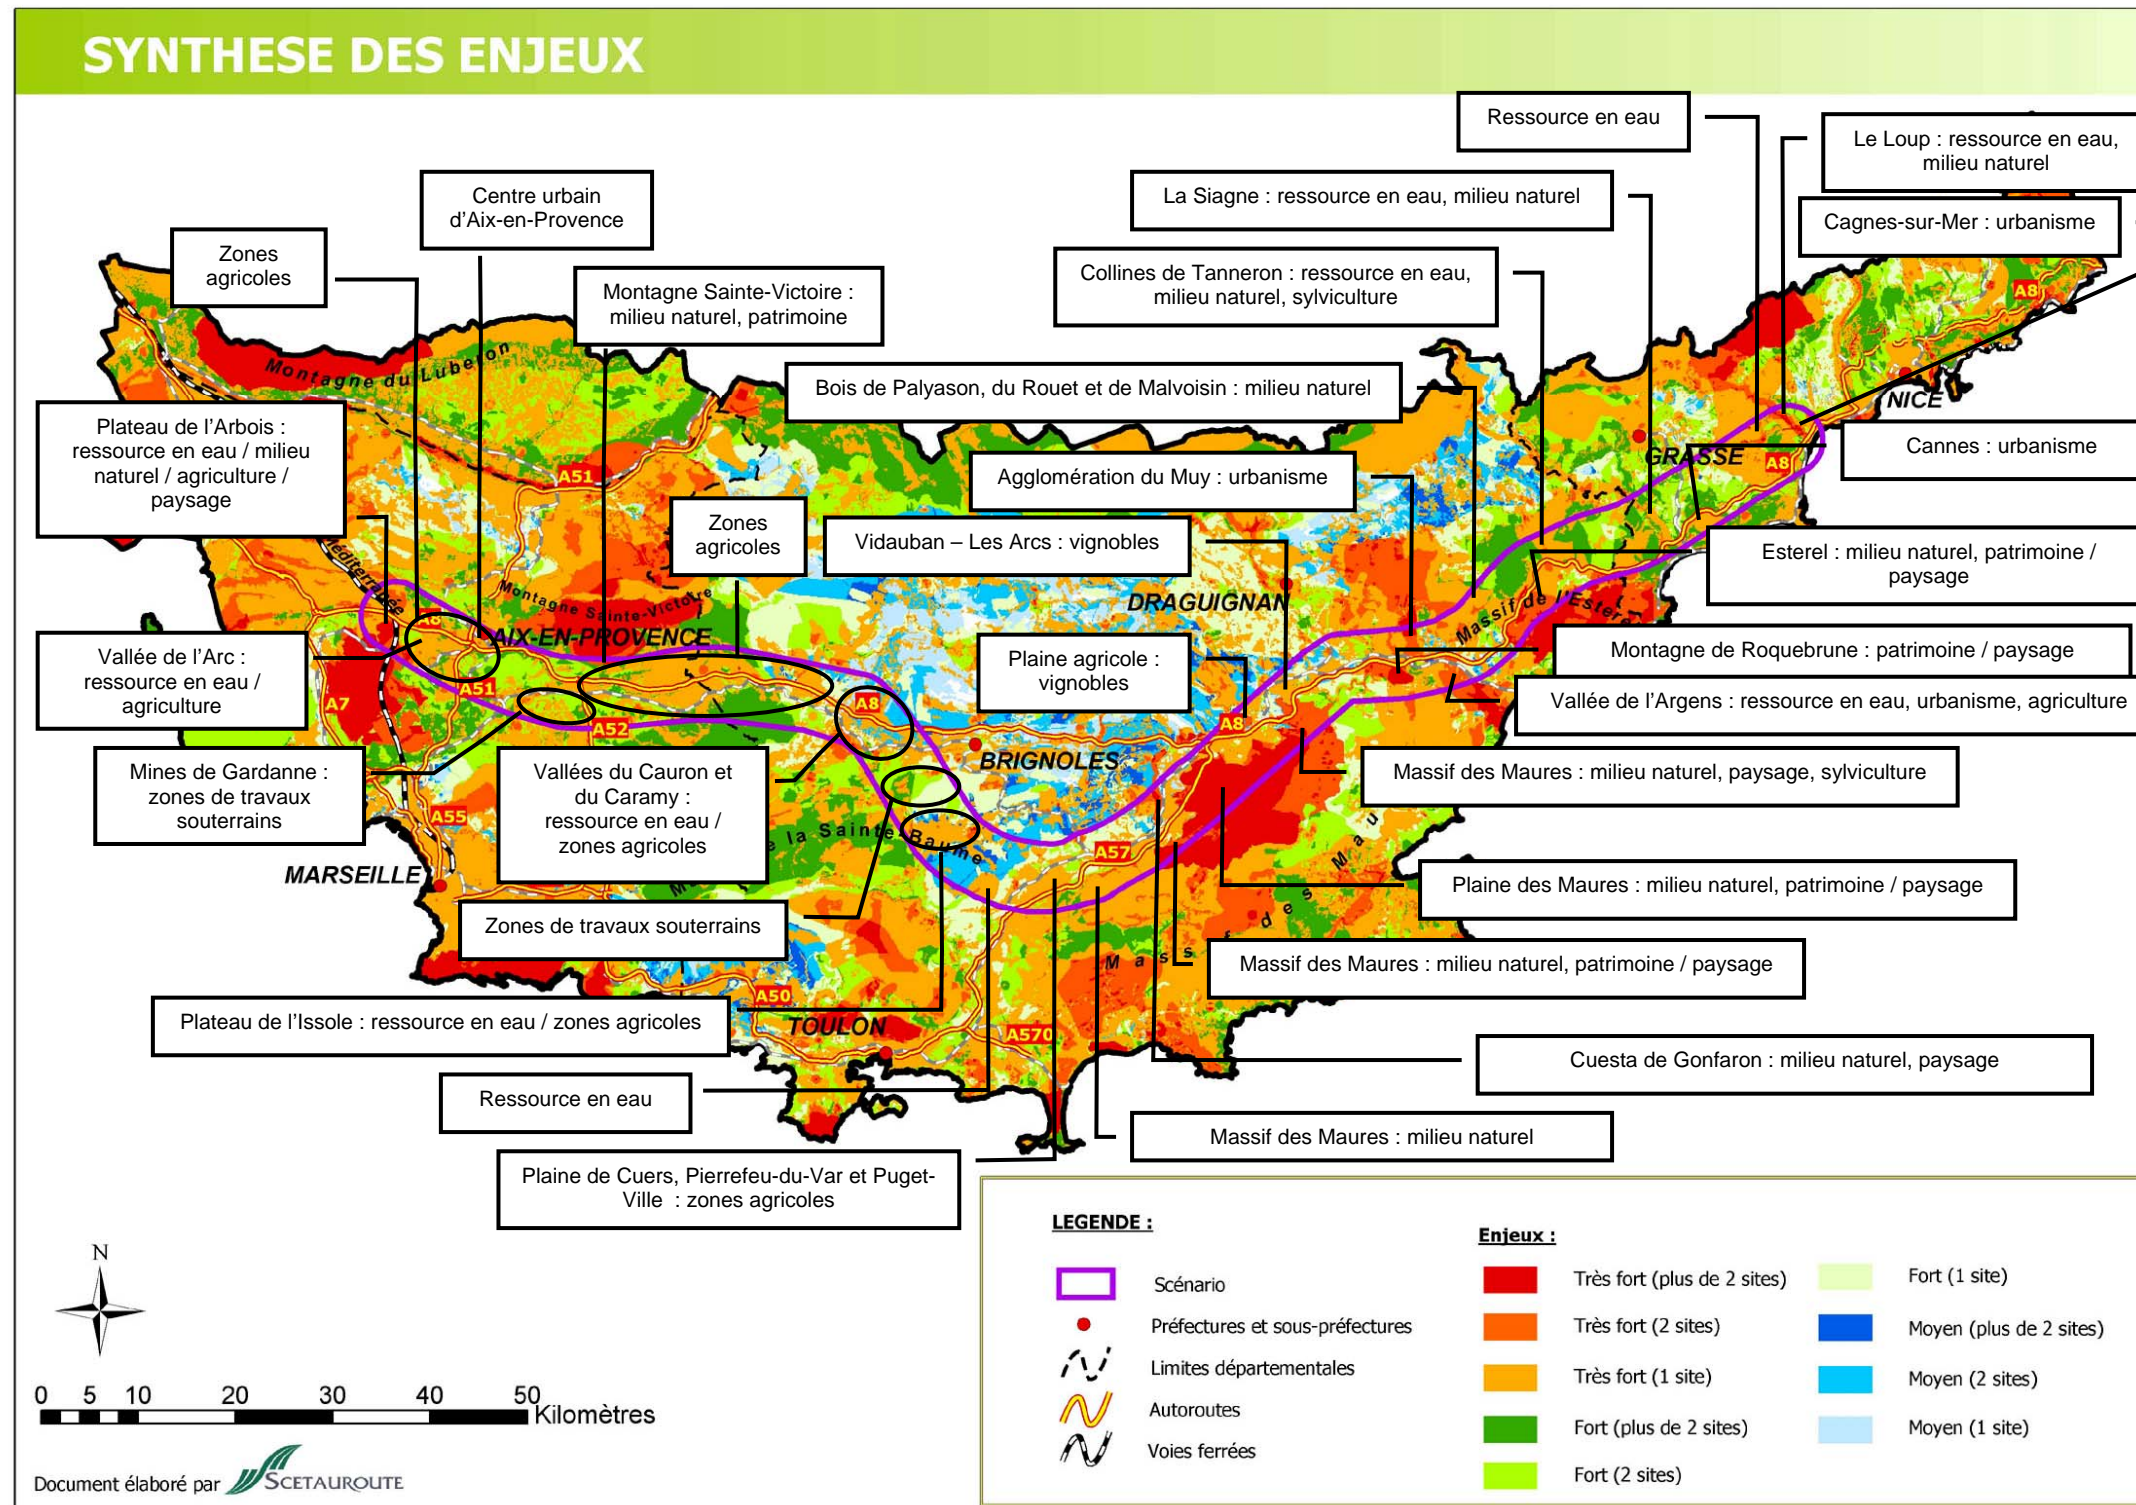 SYNTHESE DES ENJEUX
Ressource en eau
Le Loup : ressource en eau,
milieu naturel
Centre urbain
d'Aix-en-Provence
La Siagne : ressource en eau, milieu naturel
Cagnes-sur-Mer : urbanisme
Zones
agricoles
Collines de Tanneron : ressource en eau,
milieu naturel, sylviculture
Montagne Sainte-Victoire :
milieu naturel, patrimoine
A8
Montagne du Luberon
Bois de Palyason, du Rouet et de Malvoisin : milieu naturel
NICE
Plateau de l'Arbois :
ressource en eau / milieu
naturel / agriculture /
paysage
Cannes : urbanisme
GRASSE
A8
A51
Agglomération du Muy : urbanisme
Zones
agricoles
Vidauban – Les Arcs : vignobles
Esterel : milieu naturel, patrimoine /
paysage
Méditerranée
Montagne Sainte-Victoire
DRAGUIGNAN
Massif de l'Esterel
AIX-EN-PROVENCE
Vallée de l'Arc :
ressource en eau /
agriculture
Plaine agricole :
vignobles
Montagne de Roquebrune : patrimoine / paysage
Vallée de l'Argens : ressource en eau, urbanisme, agriculture
A7
A51
A8
A8
A52
Mines de Gardanne :
zones de travaux
souterrains
Vallées du Cauron et
du Caramy :
ressource en eau /
zones agricoles
BRIGNOLES
Massif des Maures : milieu naturel, paysage, sylviculture
A55
de la Sainte-Baume
A57
MARSEILLE
Massif des Mau
Plaine des Maures : milieu naturel, patrimoine / paysage
Zones de travaux souterrains
Massif des Maures : milieu naturel, patrimoine / paysage
A50
Plateau de l'Issole : ressource en eau / zones agricoles
TOULON
A570
Cuesta de Gonfaron : milieu naturel, paysage
Ressource en eau
Massif des Maures : milieu naturel
Plaine de Cuers, Pierrefeu-du-Var et Puget-
Ville : zones agricoles
LEGENDE :
Scénario
Préfectures et sous-préfectures
Limites départementales
Autoroutes
Voies ferrées
Enjeux :
Très fort (plus de 2 sites)
Très fort (2 sites)
Très fort (1 site)
Fort (plus de 2 sites)
Fort (2 sites)
Fort (1 site)
Moyen (plus de 2 sites)
Moyen (2 sites)
Moyen (1 site)
N
0 5 10 20 30 40 50
Kilomètres
Document élaboré par SCETAUROUTE